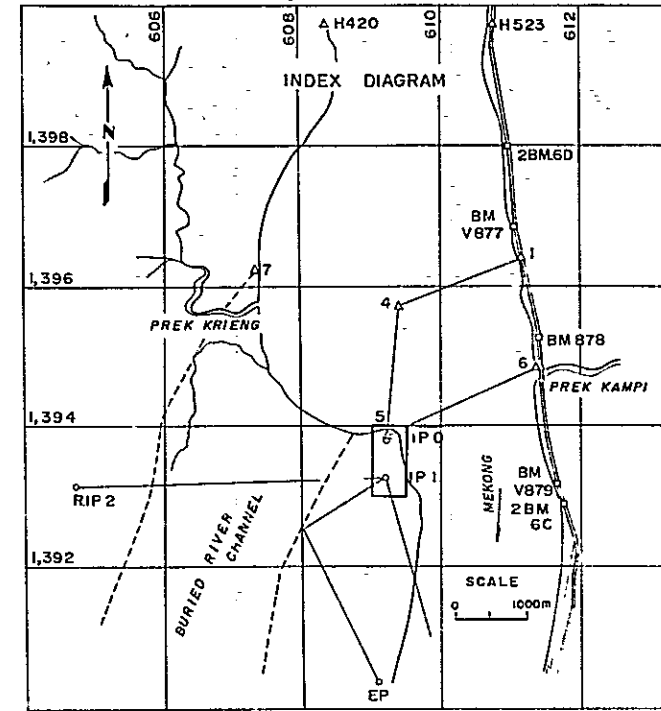 606
608
H420
610
H523
612
INDEX DIAGRAM
N
1,398
2BM.6D
BM
V877
1
1,396
7
4
PREK KRIENG
BM 878
6
PREK KAMPI
1,394
5
IP 0
IP 1
RIP 2
MEKONG
BM
V879
2BM
6C
1,392
BURIED RIVER
CHANNEL
SCALE
0
1000m
EP